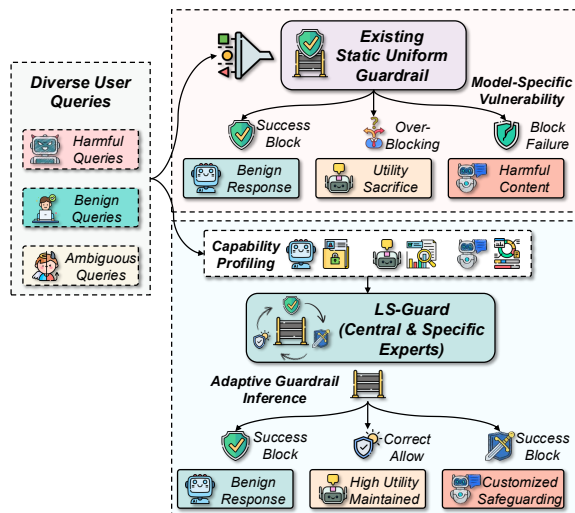 Diverse User
Queries
Harmful
Queries
Benign
Queries
Ambiguous
Queries
Existing
Static Uniform
Guardrail
Model-Specific
Vulnerability
Success
Block
?
Over-
Blocking
Block
Failure
Benign
Response
Utility
Sacrifice
Harmful
Content
Capability
Profiling
LS-Guard
(Central & Specific
Experts)
Adaptive Guardrail
Inference
Success
Block
Correct
Allow
Success
Block
Benign
Response
High Utility
Maintained
Customized
Safeguarding